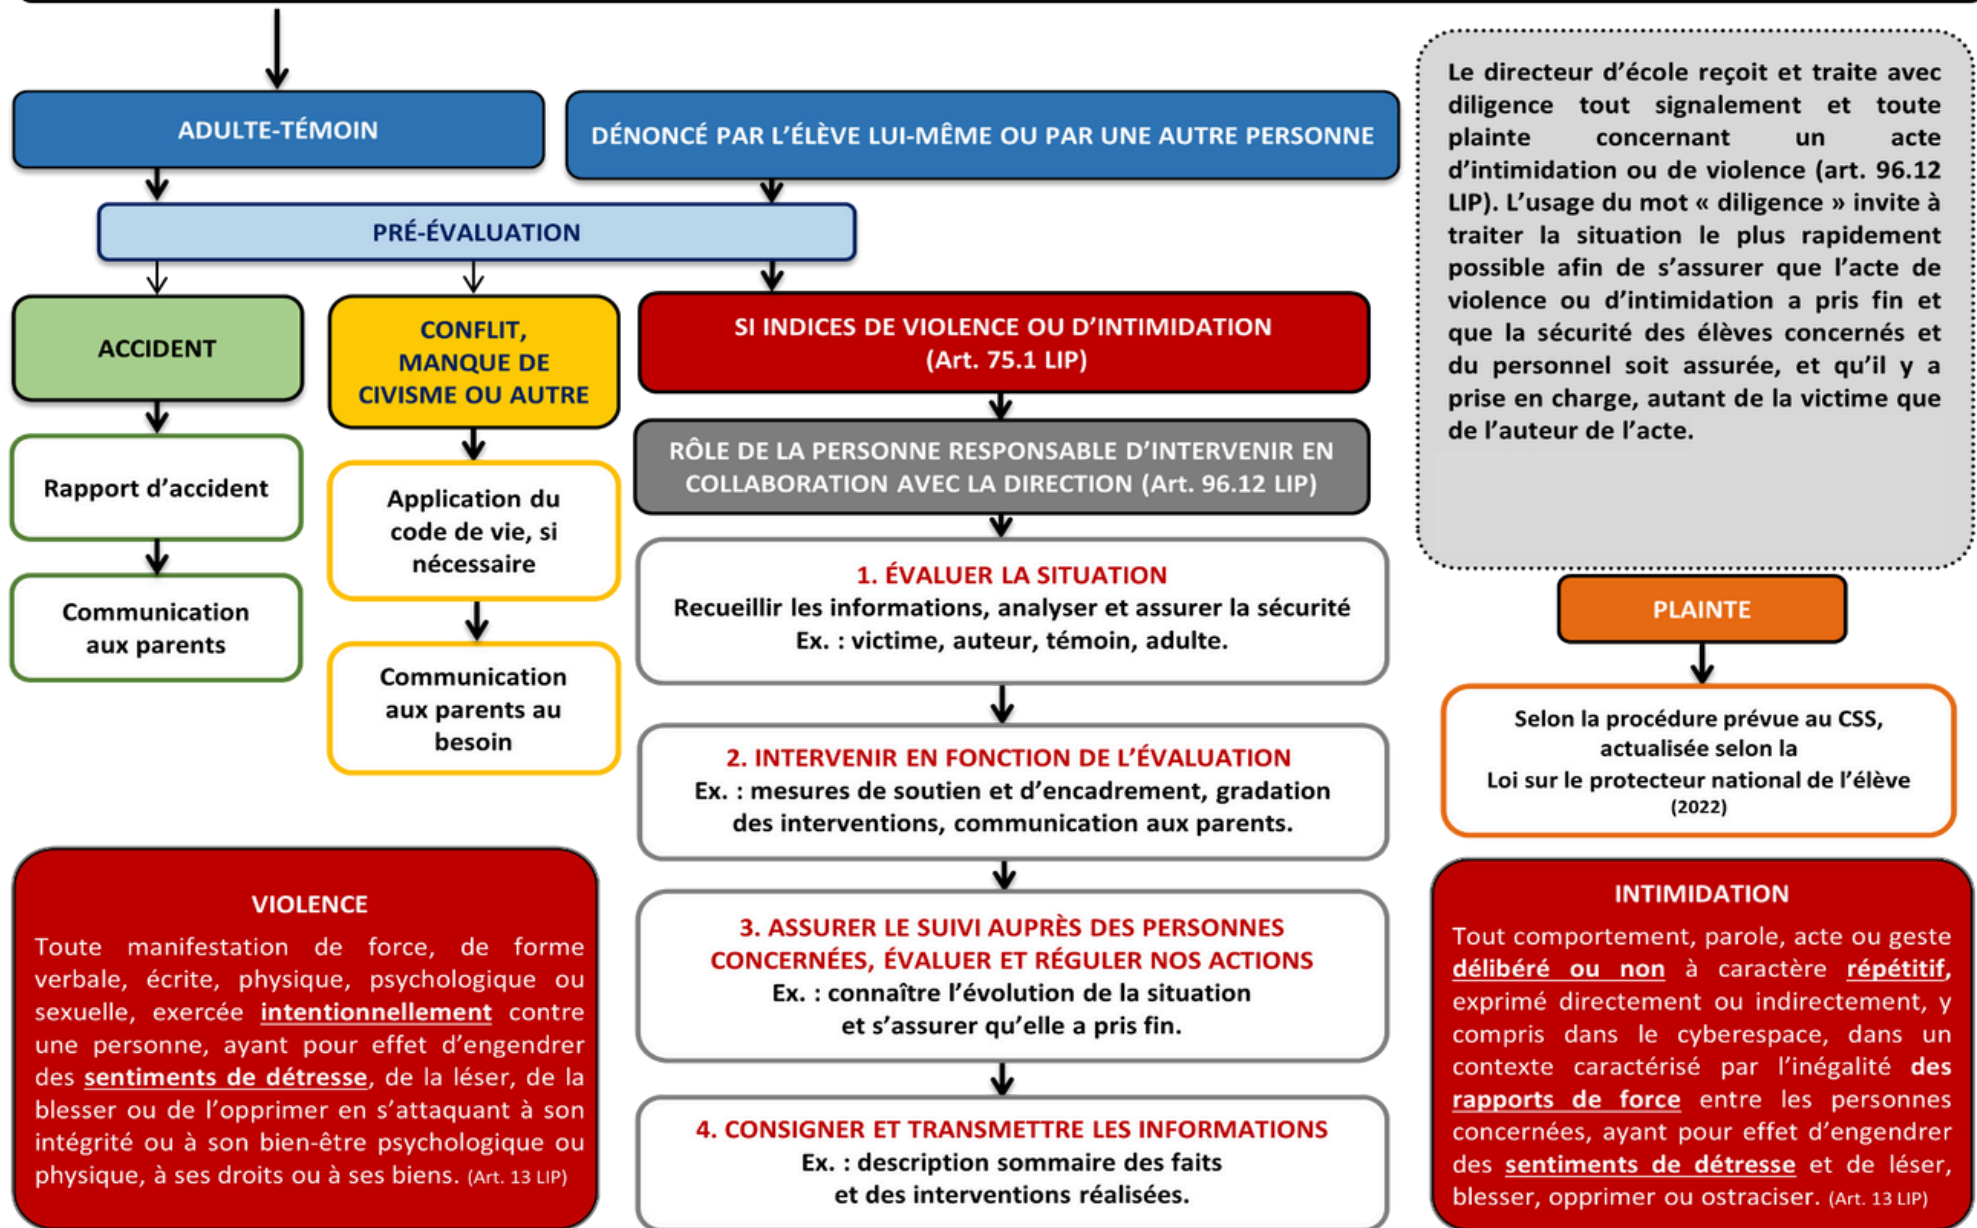 ADULTE-TÉMOIN
DÉNONCÉ PAR L'ÉLÈVE LUI-MÊME OU PAR UNE AUTRE PERSONNE
PRÉ-ÉVALUATION
ACCIDENT
Rapport d'accident
Communication
aux parents
CONFLIT,
MANQUE DE
CIVISME OU AUTRE
Application du
code de vie, si
nécessaire
Communication
aux parents au
besoin
SI INDICES DE VIOLENCE OU D'INTIMIDATION
(Art. 75.1 LIP)
RÔLE DE LA PERSONNE RESPONSABLE D'INTERVENIR EN
COLLABORATION AVEC LA DIRECTION (Art. 96.12 LIP)
1. ÉVALUER LA SITUATION
Recueillir les informations, analyser et assurer la sécurité
Ex. : victime, auteur, témoin, adulte.
2. INTERVENIR EN FONCTION DE L'ÉVALUATION
Ex. : mesures de soutien et d'encadrement, gradation
des interventions, communication aux parents.
3. ASSURER LE SUIVI AUPRÈS DES PERSONNES
CONCERNÉES, ÉVALUER ET RÉGULER NOS ACTIONS
Ex. : connaître l'évolution de la situation
et s'assurer qu'elle a pris fin.
4. CONSIGNER ET TRANSMETTRE LES INFORMATIONS
Ex. : description sommaire des faits
et des interventions réalisées.
Le directeur d'école reçoit et traite avec
diligence tout signalement et toute
plainte concernant un acte
d'intimidation ou de violence (art. 96.12
LIP). L'usage du mot « diligence » invite à
traiter la situation le plus rapidement
possible afin de s'assurer que l'acte de
violence ou d'intimidation a pris fin et
que la sécurité des élèves concernés et
du personnel soit assurée, et qu'il y a
prise en charge, autant de la victime que
de l'auteur de l'acte.
PLAINTE
Selon la procédure prévue au CSS,
actualisée selon la
Loi sur le protecteur national de l'élève
(2022)
VIOLENCE
Toute manifestation de force, de forme
verbale, écrite, physique, psychologique ou
sexuelle, exercée intentionnellement contre
une personne, ayant pour effet d'engendrer
des sentiments de détresse, de la léser, de la
blesser ou de l'opprimer en s'attaquant à son
intégrité ou à son bien-être psychologique ou
physique, à ses droits ou à ses biens. (Art. 13 LIP)
INTIMIDATION
Tout comportement, parole, acte ou geste
délibéré ou non à caractère répétitif,
exprimé directement ou indirectement, y
compris dans le cyberespace, dans un
contexte caractérisé par l'inégalité des
rapports de force entre les personnes
concernées, ayant pour effet d'engendrer
des sentiments de détresse et de léser,
blesser, opprimer ou ostraciser. (Art. 13 LIP)